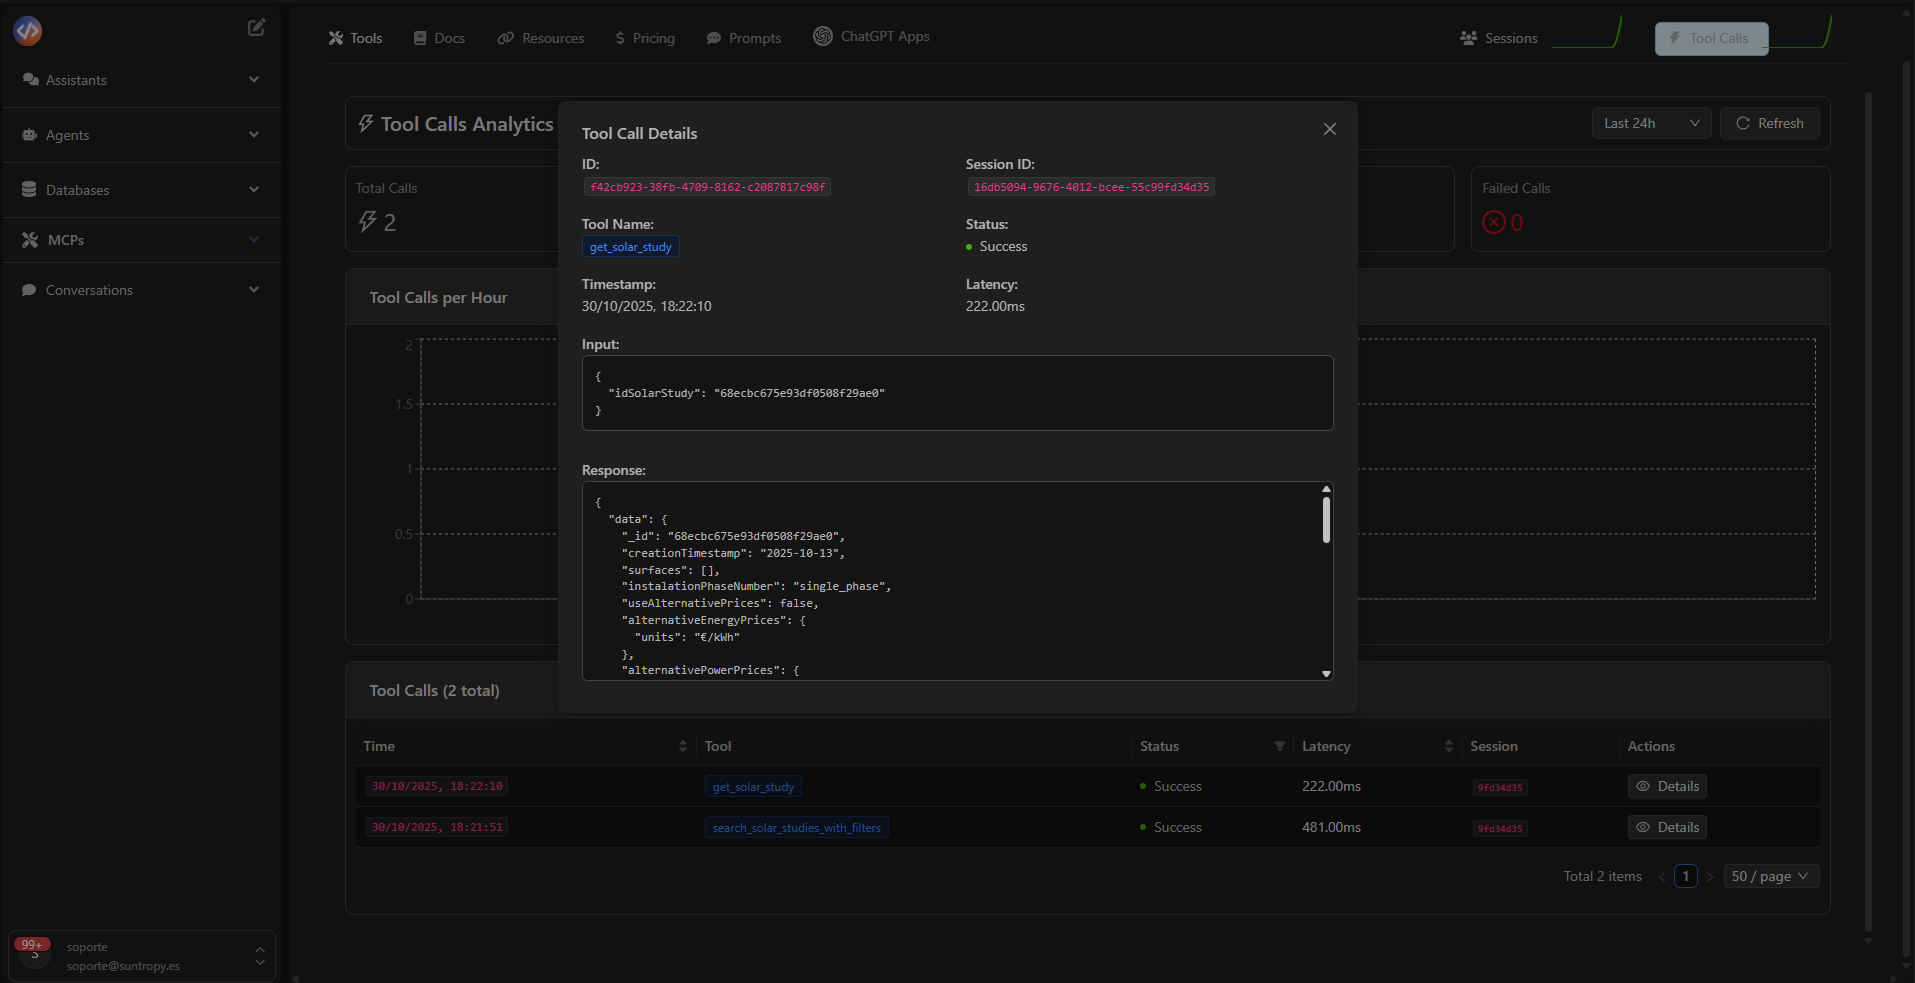 Assistants
Agents
Databases
MCPs
Conversations
99+
S
soporte
soporte@suntropy.es
Tools
Docs
Resources
$ Pricing
Prompts
ChatGPT Apps
Sessions
Tool Calls
Tool Calls Analytics
Last 24h
Refresh
Total Calls
2
Failed Calls
0
Tool Calls per Hour
2
1.5
1
0.5
0
Tool Call Details
ID:
f42cb923-38fb-4709-8162-c2087817c98f
Session ID:
16db5094-9676-4012-bcee-55c99fd34d35
Tool Name:
get_solar_study
Status:
Success
Timestamp:
30/10/2025, 18:22:10
Latency:
222.00ms
Input:
{
"idSolarStudy": "68ecbc675e93df0508f29ae0"
}
Response:
{
"data": {
"_id": "68ecbc675e93df0508f29ae0",
"creationTimestamp": "2025-10-13",
"surfaces": [],
"instalationPhaseNumber": "single_phase",
"useAlternativePrices": false,
"alternativeEnergyPrices": {
"units": "€/kWh"
},
"alternativePowerPrices": {
Tool Calls (2 total)
Time Tool Status Latency Session Actions
30/10/2025, 18:22:10 get_solar_study Success 222.00ms 9fd34d35 Details
30/10/2025, 18:21:51 search_solar_studies_with_filters Success 481.00ms 9fd34d35 Details
Total 2 items < 1 > 50 / page